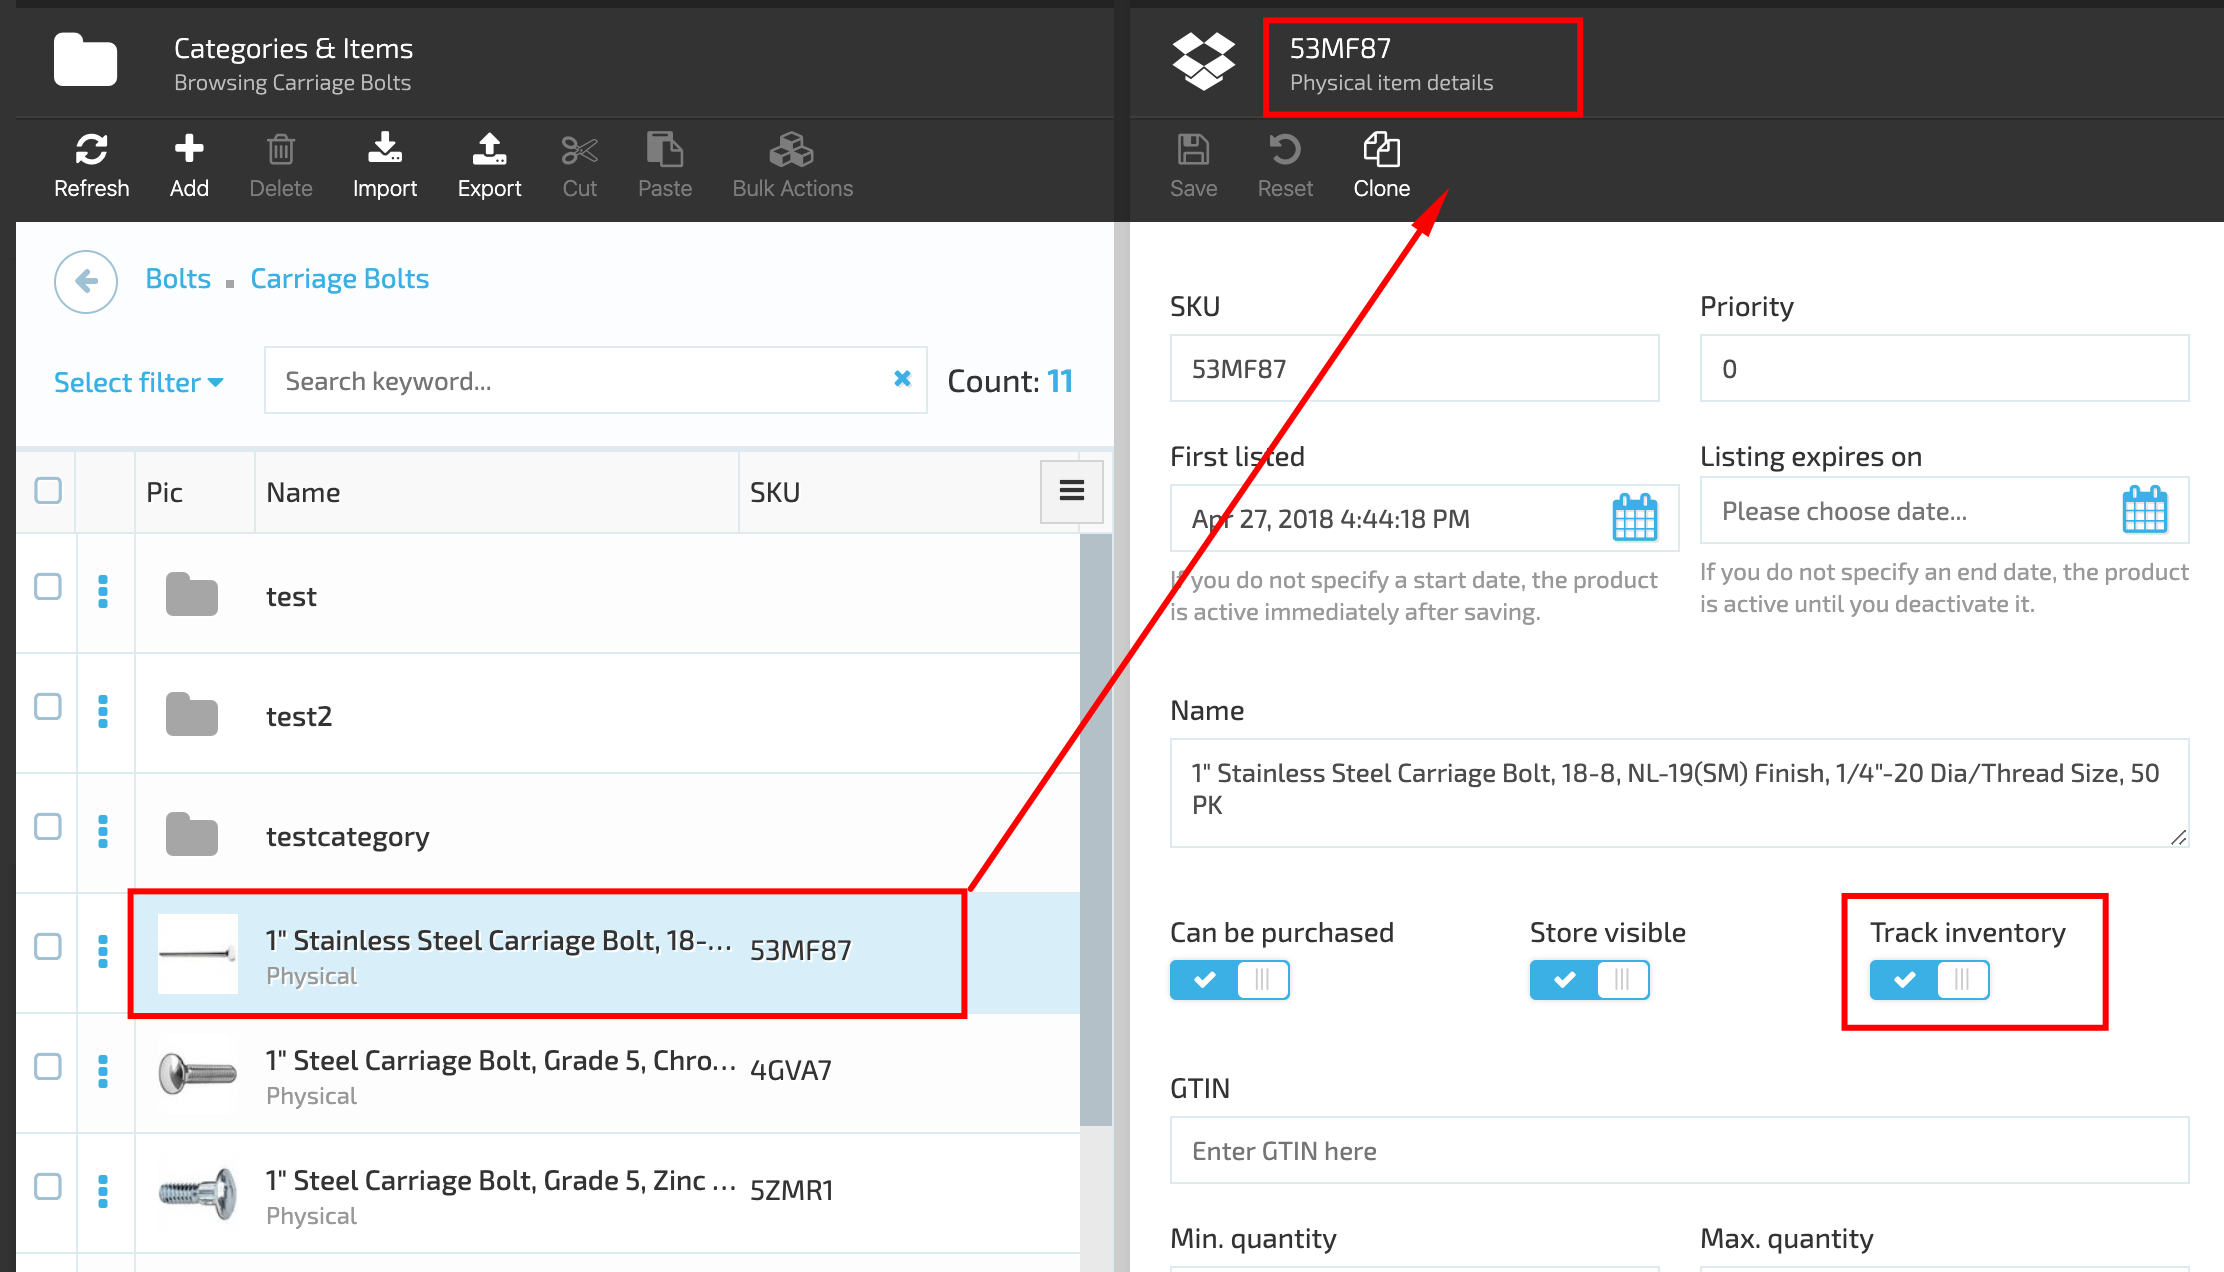 Categories & Items
Browsing Carriage Bolts
Refresh
Add
Delete
Import
Export
Cut
Paste
Bulk Actions
Bolts
Carriage Bolts
Select filter
Search keyword...
Count: 11
Pic
Name
SKU
test
test2
testcategory
1" Stainless Steel Carriage Bolt, 18-...
53MF87
Physical
1" Steel Carriage Bolt, Grade 5, Chro...
4GVA7
Physical
1" Steel Carriage Bolt, Grade 5, Zinc ...
5ZMR1
Physical
53MF87
Physical item details
Save
Reset
Clone
SKU
Priority
53MF87
0
First listed
Listing expires on
Apr 27, 2018 4:44:18 PM
Please choose date...
If you do not specify a start date, the product
is active immediately after saving.
If you do not specify an end date, the product
is active until you deactivate it.
Name
1" Stainless Steel Carriage Bolt, 18-8, NL-19(SM) Finish, 1/4"-20 Dia/Thread Size, 50
PK
Can be purchased
Store visible
Track inventory
GTIN
Enter GTIN here
Min. quantity
Max. quantity